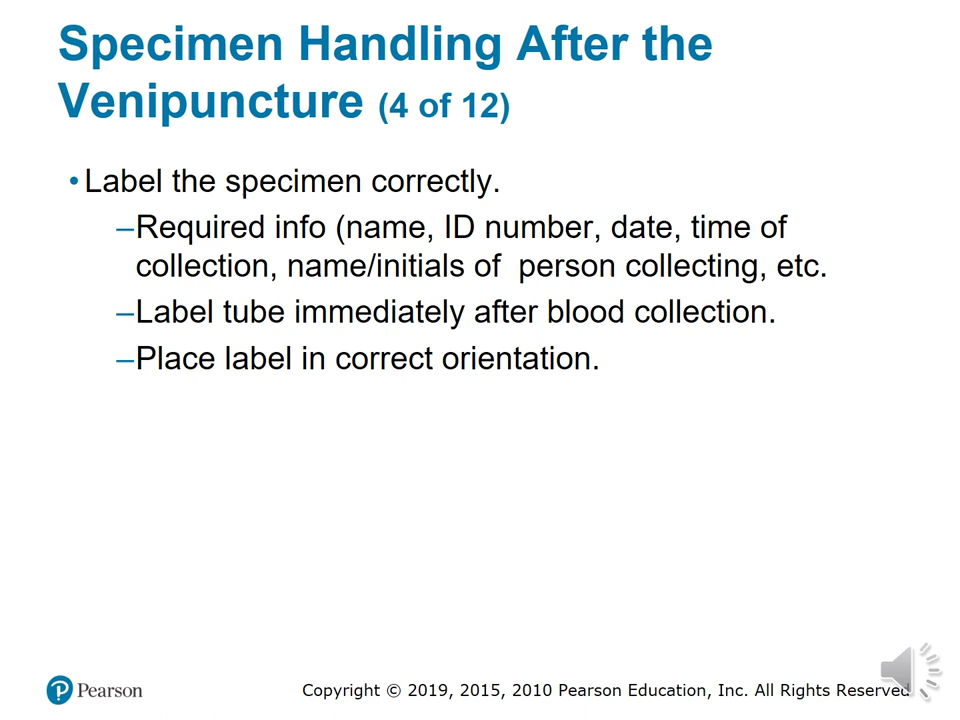 Specimen Handling After the
Venipuncture (4 of 12)
• Label the specimen correctly.
–Required info (name, ID number, date, time of
collection, name/initials of  person collecting, etc.
–Label tube immediately after blood collection.
–Place label in correct orientation.
Pearson
Copyright © 2019, 2015, 2010 Pearson Education, Inc. All Rights Reserved